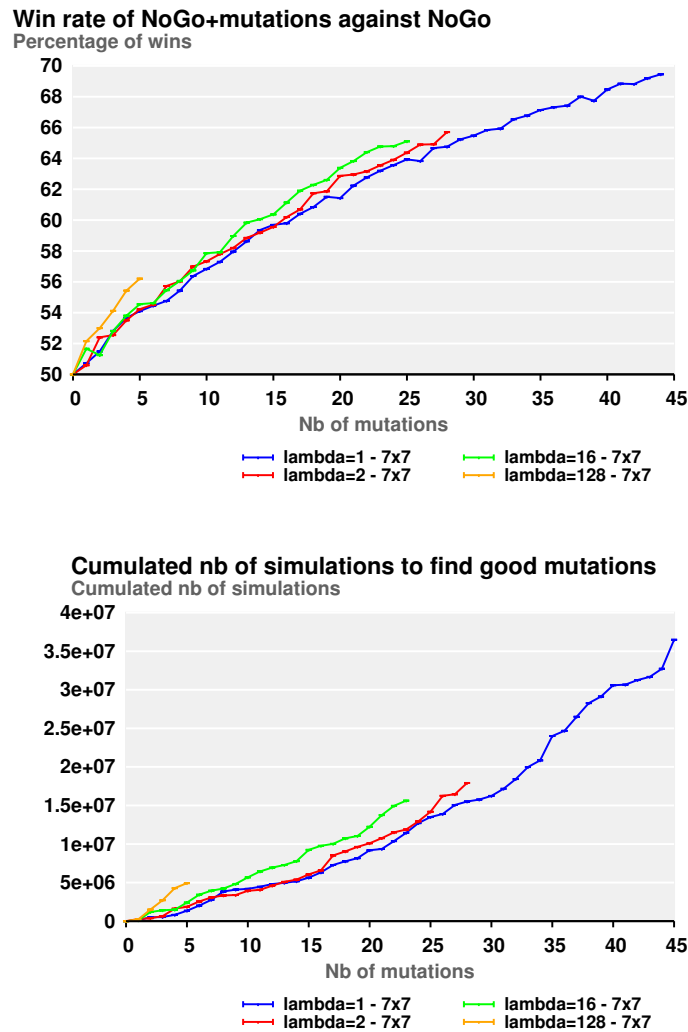 Win rate of NoGo+mutations against NoGo
Percentage of wins
70
68
66
64
62
60
58
56
54
52
50
0 5 10 15 20 25 30 35 40 45
Nb of mutations
lambda=1 - 7x7 lambda=16 - 7x7
lambda=2 - 7x7 lambda=128 - 7x7
Cumulated nb of simulations to find good mutations
Cumulated nb of simulations
4e+07
3.5e+07
3e+07
2.5e+07
2e+07
1.5e+07
1e+07
5e+06
0
0 5 10 15 20 25 30 35 40 45
Nb of mutations
lambda=1 - 7x7 lambda=16 - 7x7
lambda=2 - 7x7 lambda=128 - 7x7